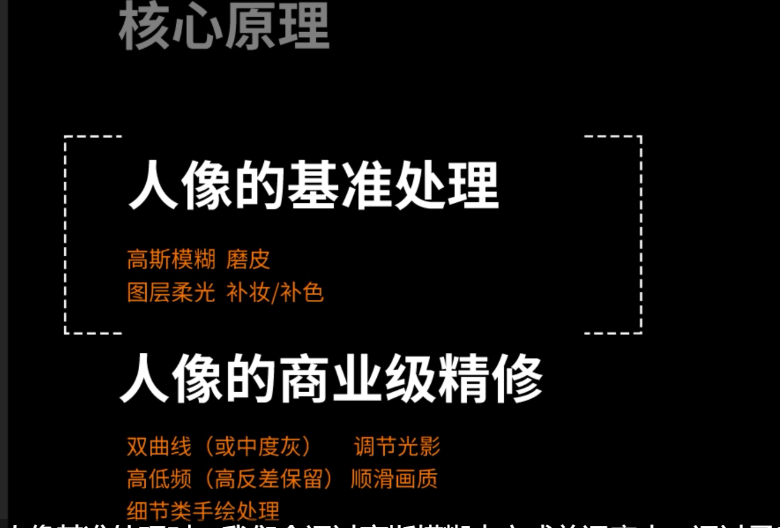 核心原理
人像的基准处理
高斯模糊 磨皮
图层柔光 补妆/补色
人像的商业级精修
双曲线（或中度灰） 调节光影
高低频（高反差保留） 顺滑画质
细节类手绘处理